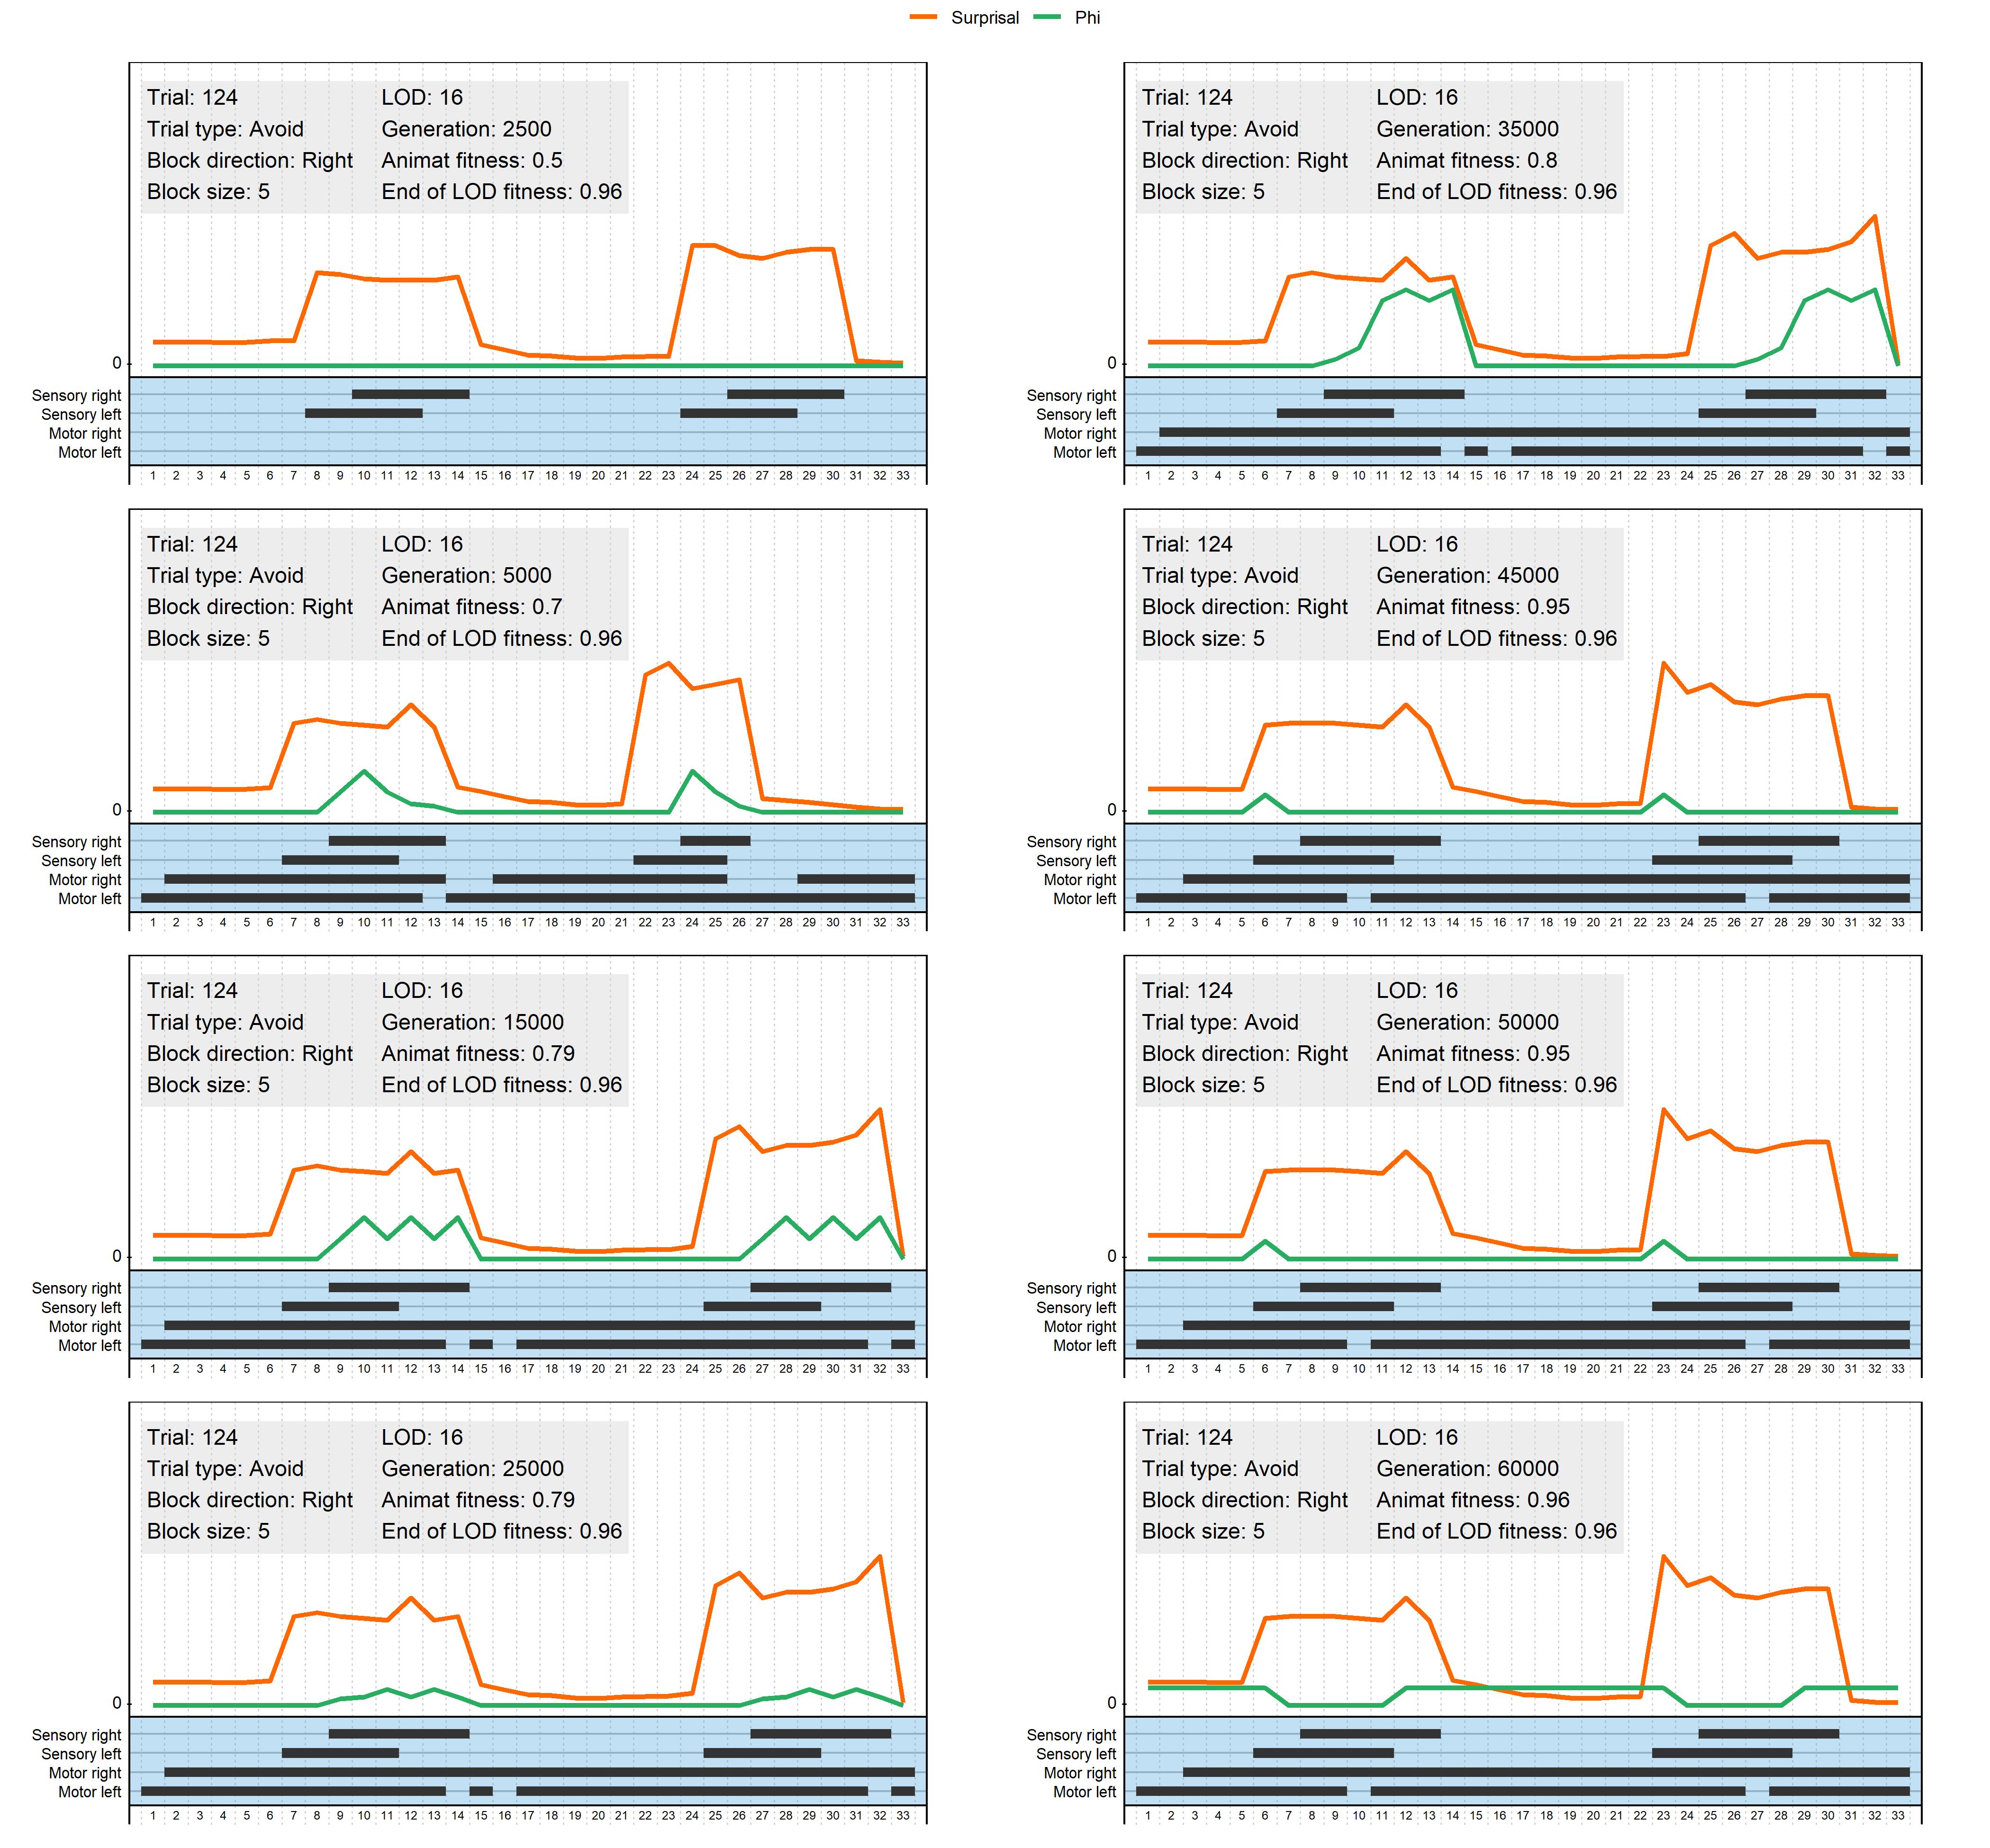 Surprisal Phi
Trial: 124 LOD: 16
Trial type: Avoid Generation: 2500
Block direction: Right Animat fitness: 0.5
Block size: 5 End of LOD fitness: 0.96
0
Sensory right
Sensory left
Motor right
Motor left
1 2 3 4 5 6 7 8 9 10 11 12 13 14 15 16 17 18 19 20 21 22 23 24 25 26 27 28 29 30 31 32 33
Trial: 124 LOD: 16
Trial type: Avoid Generation: 35000
Block direction: Right Animat fitness: 0.8
Block size: 5 End of LOD fitness: 0.96
0
Sensory right
Sensory left
Motor right
Motor left
1 2 3 4 5 6 7 8 9 10 11 12 13 14 15 16 17 18 19 20 21 22 23 24 25 26 27 28 29 30 31 32 33
Trial: 124 LOD: 16
Trial type: Avoid Generation: 5000
Block direction: Right Animat fitness: 0.7
Block size: 5 End of LOD fitness: 0.96
0
Sensory right
Sensory left
Motor right
Motor left
1 2 3 4 5 6 7 8 9 10 11 12 13 14 15 16 17 18 19 20 21 22 23 24 25 26 27 28 29 30 31 32 33
Trial: 124 LOD: 16
Trial type: Avoid Generation: 45000
Block direction: Right Animat fitness: 0.95
Block size: 5 End of LOD fitness: 0.96
0
Sensory right
Sensory left
Motor right
Motor left
1 2 3 4 5 6 7 8 9 10 11 12 13 14 15 16 17 18 19 20 21 22 23 24 25 26 27 28 29 30 31 32 33
Trial: 124 LOD: 16
Trial type: Avoid Generation: 15000
Block direction: Right Animat fitness: 0.79
Block size: 5 End of LOD fitness: 0.96
0
Sensory right
Sensory left
Motor right
Motor left
1 2 3 4 5 6 7 8 9 10 11 12 13 14 15 16 17 18 19 20 21 22 23 24 25 26 27 28 29 30 31 32 33
Trial: 124 LOD: 16
Trial type: Avoid Generation: 50000
Block direction: Right Animat fitness: 0.95
Block size: 5 End of LOD fitness: 0.96
0
Sensory right
Sensory left
Motor right
Motor left
1 2 3 4 5 6 7 8 9 10 11 12 13 14 15 16 17 18 19 20 21 22 23 24 25 26 27 28 29 30 31 32 33
Trial: 124 LOD: 16
Trial type: Avoid Generation: 25000
Block direction: Right Animat fitness: 0.79
Block size: 5 End of LOD fitness: 0.96
0
Sensory right
Sensory left
Motor right
Motor left
1 2 3 4 5 6 7 8 9 10 11 12 13 14 15 16 17 18 19 20 21 22 23 24 25 26 27 28 29 30 31 32 33
Trial: 124 LOD: 16
Trial type: Avoid Generation: 60000
Block direction: Right Animat fitness: 0.96
Block size: 5 End of LOD fitness: 0.96
0
Sensory right
Sensory left
Motor right
Motor left
1 2 3 4 5 6 7 8 9 10 11 12 13 14 15 16 17 18 19 20 21 22 23 24 25 26 27 28 29 30 31 32 33